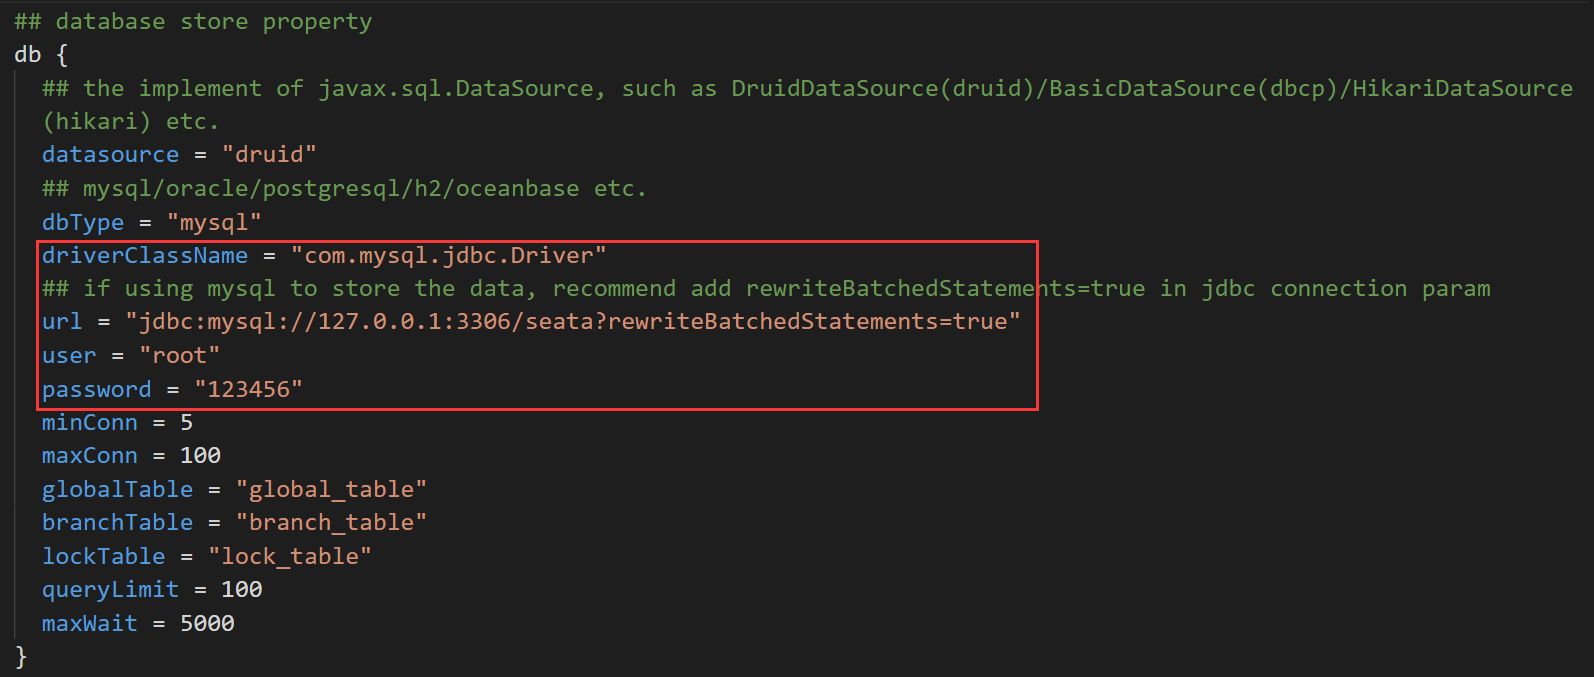 ## database store property
db {
## the implement of javax.sql.DataSource, such as DruidDataSource(druid)/BasicDataSource(dbcp)/HikariDataSource
(hikari) etc.
datasource = "druid"
## mysql/oracle/postgresql/h2/oceanbase etc.
dbType = "mysql"
driverClassName = "com.mysql.jdbc.Driver"
## if using mysql to store the data, recommend add rewriteBatchedStatements=true in jdbc connection param
url = "jdbc:mysql://127.0.0.1:3306/seata?rewriteBatchedStatements=true"
user = "root"
password = "123456"
minConn = 5
maxConn = 100
globalTable = "global_table"
branchTable = "branch_table"
lockTable = "lock_table"
queryLimit = 100
maxWait = 5000
}